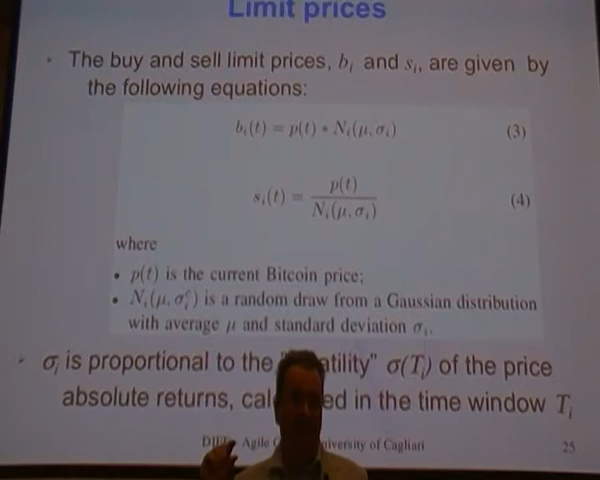 Limit prices
The buy and sell limit prices, bᵢ and sᵢ, are given by
the following equations:
bᵢ(t) = p(t) * Nᵢ(μ, σᵢ) (3)
sᵢ(t) = p(t) / Nᵢ(μ, σᵢ) (4)
where
• p(t) is the current Bitcoin price;
• Nᵢ(μ, σᵢᶜ) is a random draw from a Gaussian distribution
with average μ and standard deviation σᵢ.
σᵢ is proportional to the atility" σ(Tᵢ) of the price
absolute returns, cal ed in the time window Tᵢ
Agile niversity of Cagliari 25